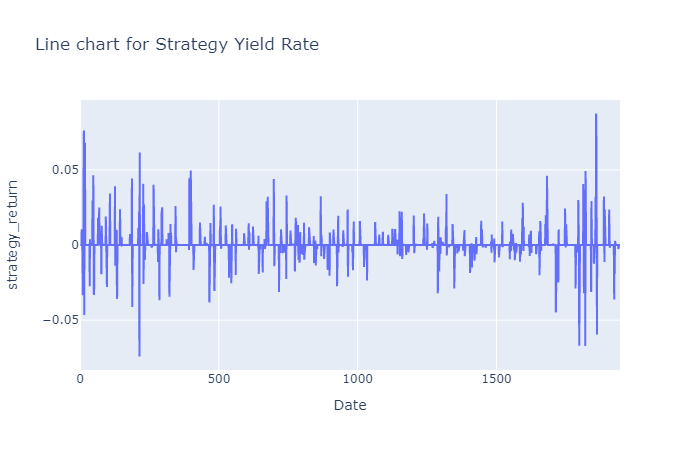 Line chart for Strategy Yield Rate
strategy_return
0.05
0
−0.05
0 500 1000 1500
Date